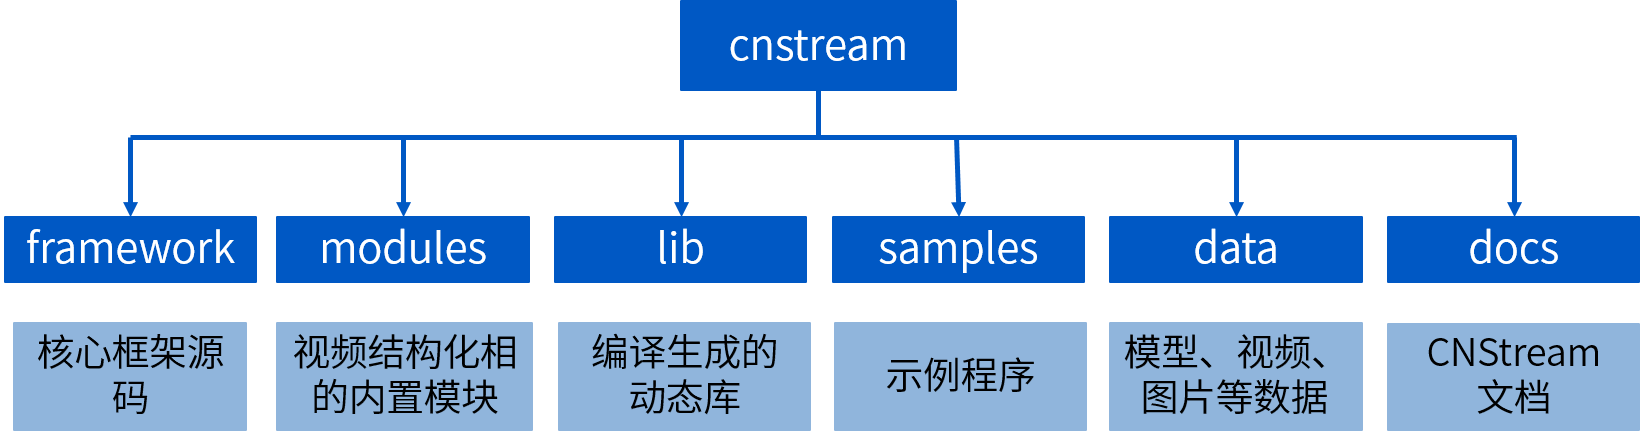 cnstream
framework
modules
lib
samples
data
docs
核心框架源
码
视频结构化相
的内置模块
编译生成的
动态库
示例程序
模型、视频、
图片等数据
CNStream
文档